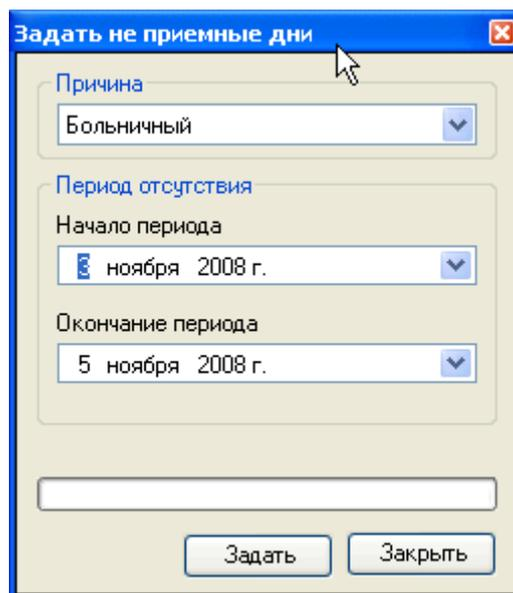 Задать не приемные дни
Причина
Больничный
Период отсутствия
Начало периода
3 ноября 2008 г.
Окончание периода
5 ноября 2008 г.
Задать
Закрыть